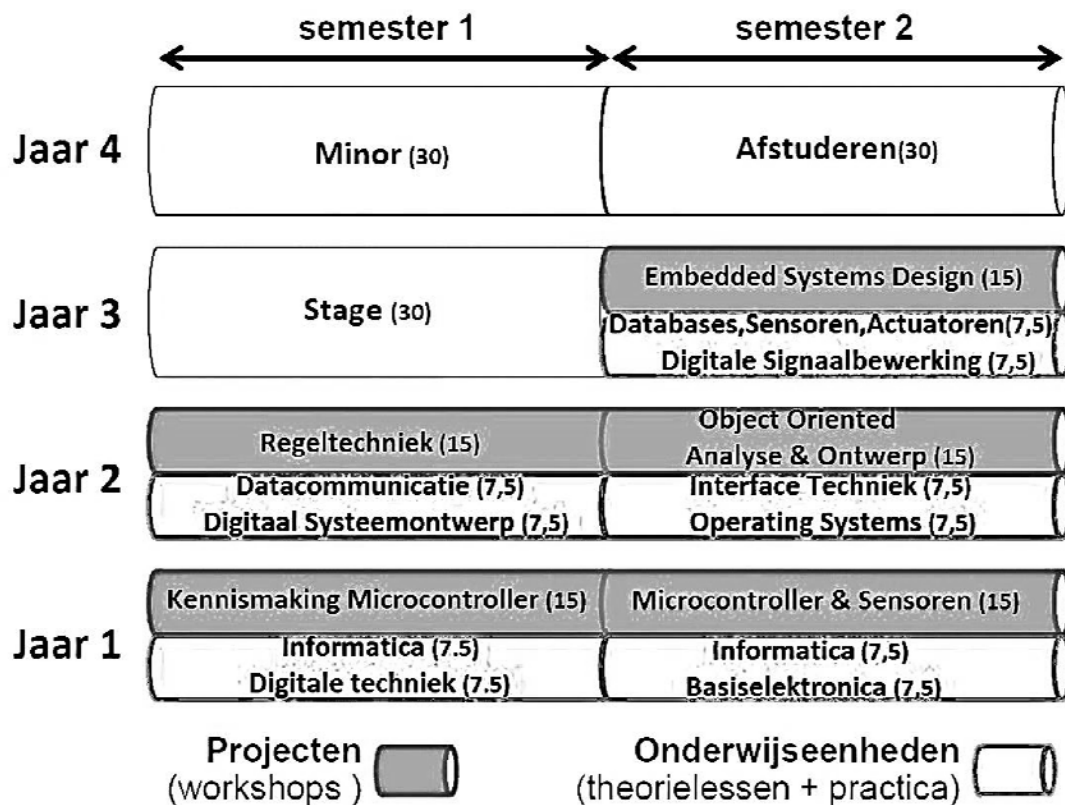 semester 1 semester 2
Jaar 4
Minor (30)
Afstuderen(30)
Jaar 3
Stage (30)
Embedded Systems Design (15)
Databases,Sensoren,Actuatoren(7,5)
Digitale Signaalbewerking (7,5)
Jaar 2
Regeltechniek (15)
Datacommunicatie (7,5)
Digitaal Systeemontwerp (7,5)
Object Oriented
Analyse & Ontwerp (15)
Interface Techniek (7,5)
Operating Systems (7,5)
Jaar 1
Kennismaking Microcontroller (15)
Informatica (7.5)
Digitale techniek (7.5)
Microcontroller & Sensoren (15)
Informatica (7,5)
Basiselektronica (7,5)
Projecten
(workshops )
Onderwijseenheden
(theorielessen + practica)